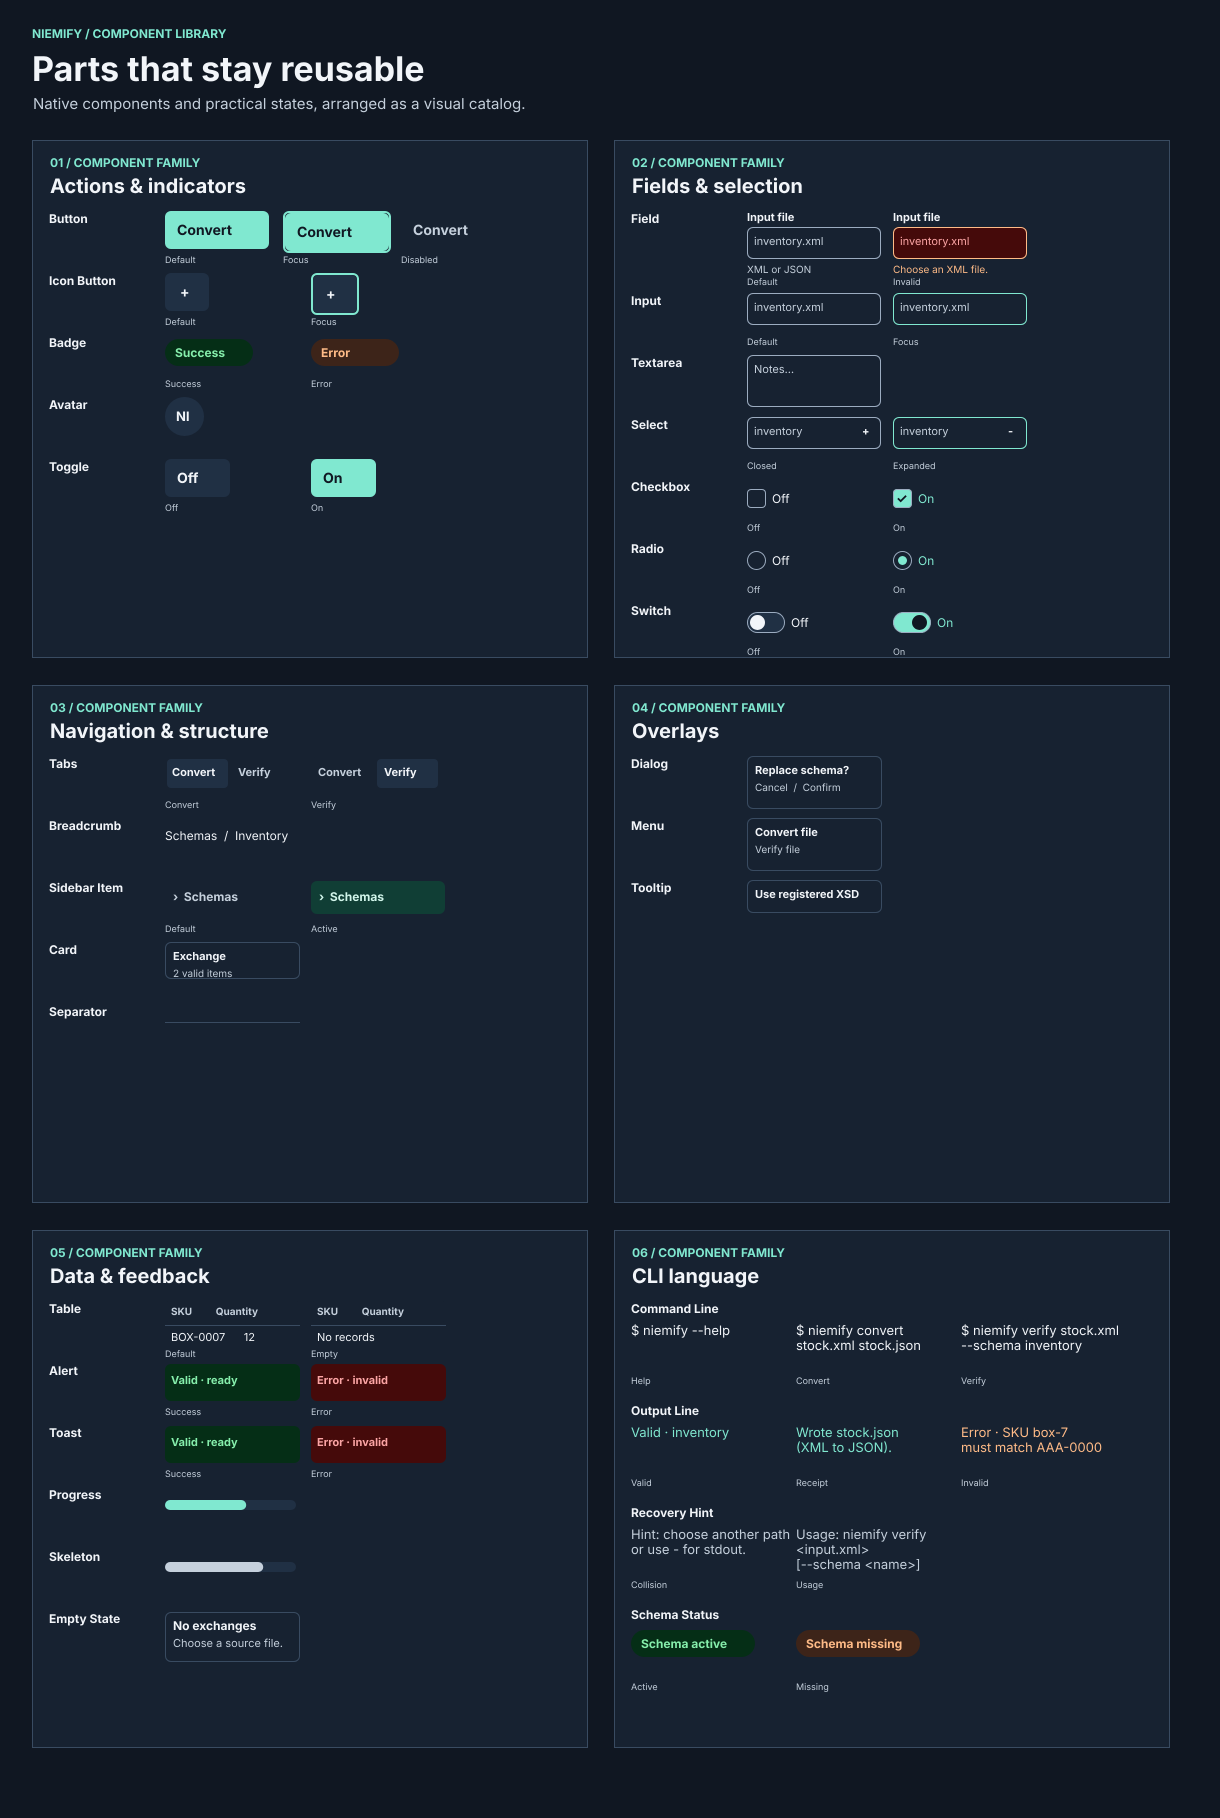 NIEMIFY / COMPONENT LIBRARY
Parts that stay reusable
Native components and practical states, arranged as a visual catalog.
01 / COMPONENT FAMILY
Actions & indicators
Button
Convert
Convert
Convert
Default
Focus
Disabled
Icon Button
+
+
Default
Focus
Badge
Success
Error
Success
Error
Avatar
NI
Toggle
Off
On
Off
On
02 / COMPONENT FAMILY
Fields & selection
Field
Input file
Input file
inventory.xml
inventory.xml
XML or JSON
Choose an XML file.
Default
Invalid
Input
inventory.xml
inventory.xml
Default
Focus
Textarea
Notes...
Select
inventory +
inventory -
Closed
Expanded
Checkbox
Off
On
Off
On
Radio
Off
On
Off
On
Switch
Off
On
Off
On
03 / COMPONENT FAMILY
Navigation & structure
Tabs
Convert Verify
Convert Verify
Convert
Verify
Breadcrumb
Schemas / Inventory
Sidebar Item
› Schemas
› Schemas
Default
Active
Card
Exchange
2 valid items
Separator
04 / COMPONENT FAMILY
Overlays
Dialog
Replace schema?
Cancel / Confirm
Menu
Convert file
Verify file
Tooltip
Use registered XSD
05 / COMPONENT FAMILY
Data & feedback
Table
SKU Quantity
SKU Quantity
BOX-0007 12
No records
Default
Empty
Alert
Valid · ready
Error · invalid
Success
Error
Toast
Valid · ready
Error · invalid
Success
Error
Progress
Skeleton
Empty State
No exchanges
Choose a source file.
06 / COMPONENT FAMILY
CLI language
Command Line
$ niemify --help
$ niemify convert
stock.xml stock.json
$ niemify verify stock.xml
--schema inventory
Help
Convert
Verify
Output Line
Valid · inventory
Wrote stock.json
(XML to JSON).
Error · SKU box-7
must match AAA-0000
Valid
Receipt
Invalid
Recovery Hint
Hint: choose another path
or use - for stdout.
Usage: niemify verify
<input.xml>
[--schema <name>]
Collision
Usage
Schema Status
Schema active
Schema missing
Active
Missing